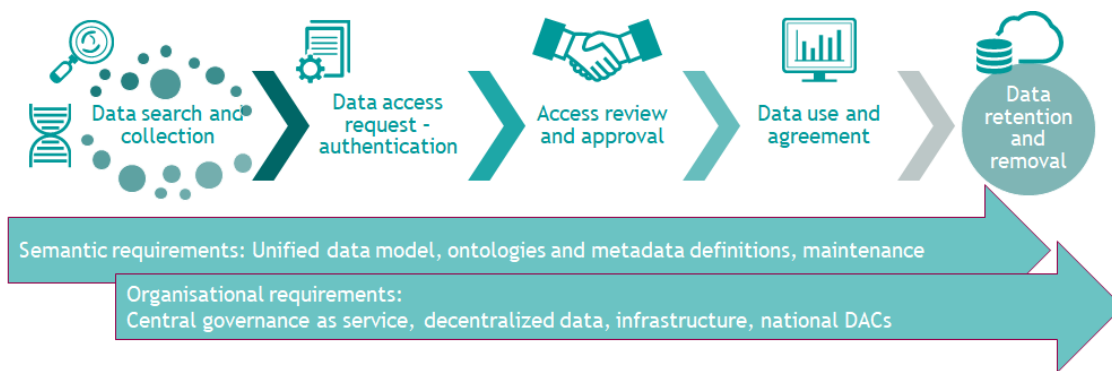 Data search and
collection
Data access
request -
authentication
Access review
and approval
Data use and
agreement
Data
retention
and
removal
Semantic requirements: Unified data model, ontologies and metadata definitions, maintenance
Organisational requirements:
Central governance as service, decentralized data, infrastructure, national DACs